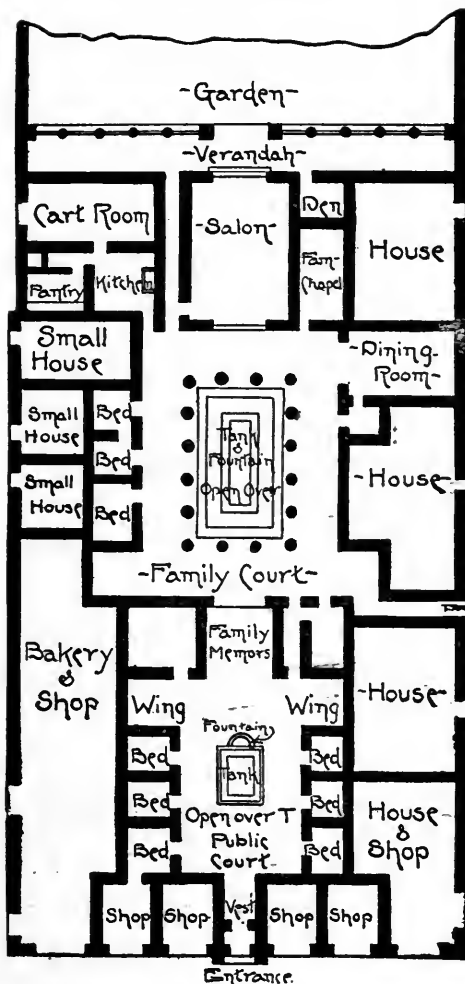 -Garden-
-Verandah-
Cart Room
-Salon-
Den
House
Pantry
Kitchen
Fam-
Chapel
Small
House
-Dining-
Room-
Small
House
Bed
Bed
Tank
&
Fountain
Open Over
-House-
Small
House
Bed
-Family Court-
Family
Memors
Bakery
&
Shop
-House-
Wing
Wing
Fountain
Bed
Tank
Bed
Bed
Bed
Open over T
Public
Court
House
&
Shop
Bed
Bed
Shop
Shop
Vest
Shop
Shop
Entrance.